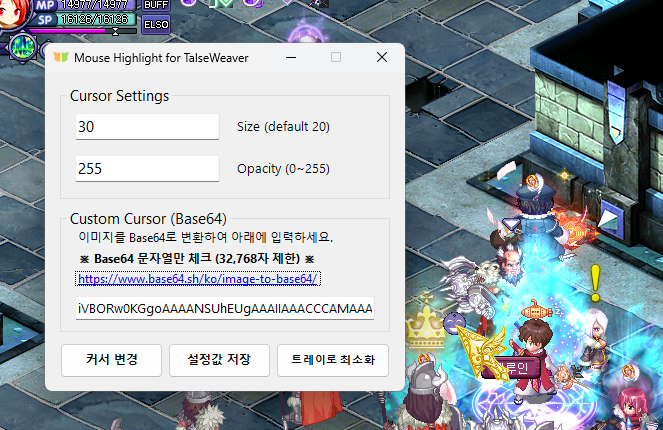 MP 14977/14977 BUFF
SP 16126/16126 ELSO
Mouse Highlight for TalseWeaver
Cursor Settings
30 Size (default 20)
255 Opacity (0~255)
Custom Cursor (Base64)
이미지를 Base64로 변환하여 아래에 입력하세요.
※ Base64 문자열만 체크 (32,768자 제한) ※
https://www.base64.sh/ko/image-to-base64/
iVBORw0KGgoAAAANSUhEUgAAAIIAAACCCAMAAA
커서 변경 설정값 저장 트레이로 최소화
루인